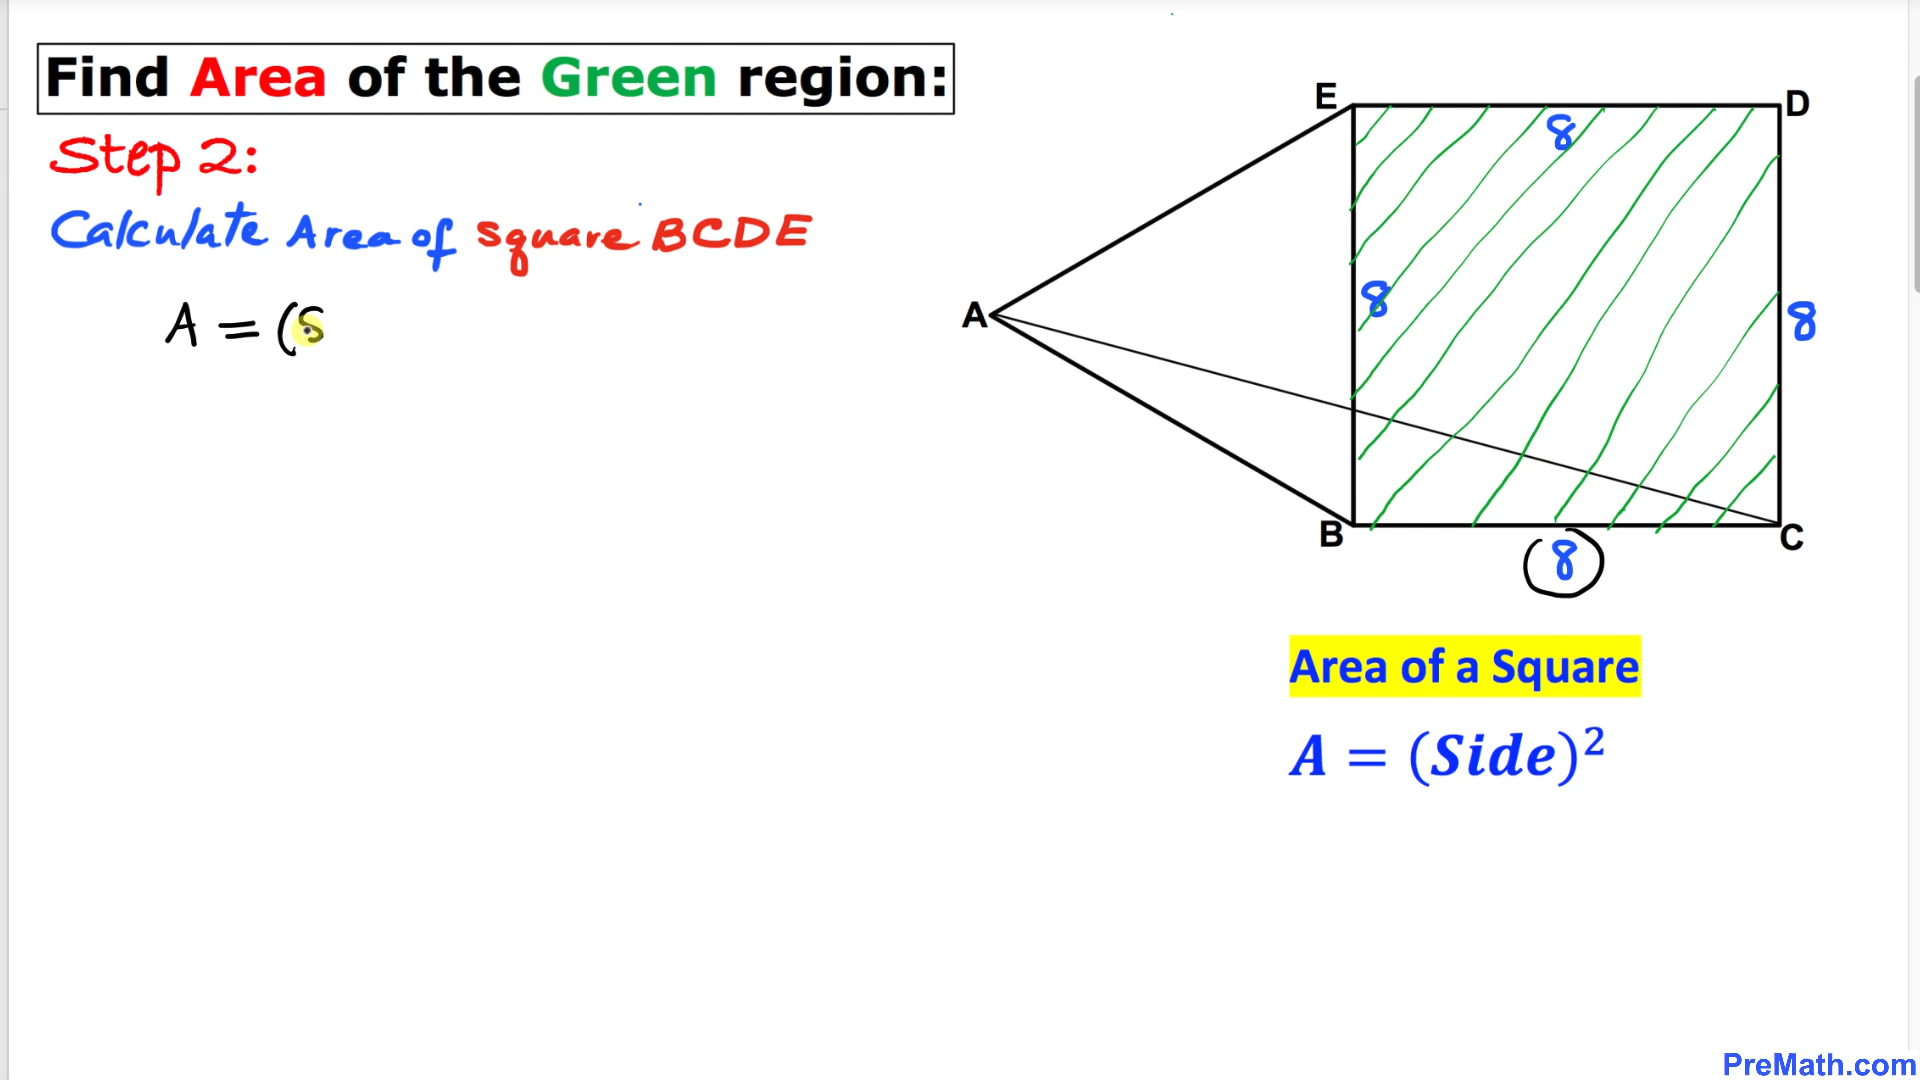 Find Area of the Green region:
Step 2:
Calculate Area of square BCDE
A = (S
E
D
8
A
8
8
B
C
8
Area of a Square
A = (Side)²
PreMath.com